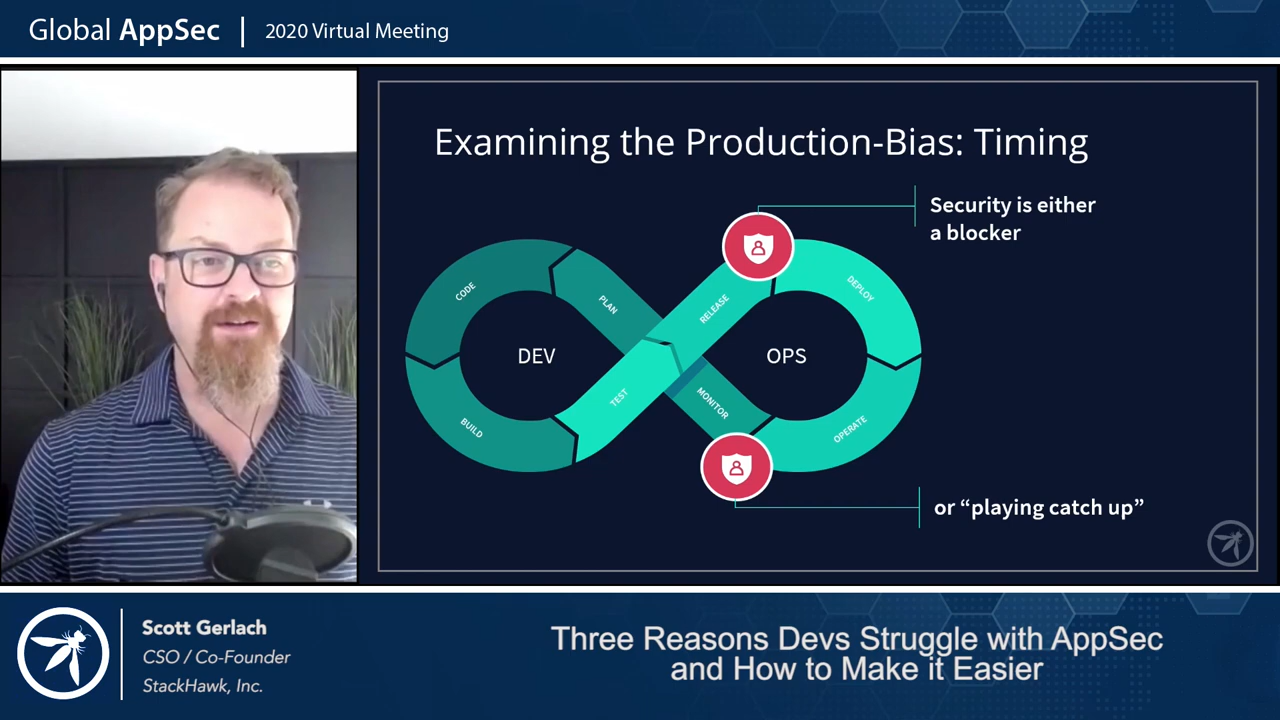 Global AppSec | 2020 Virtual Meeting
Examining the Production-Bias: Timing
Security is either
a blocker
CODE
PLAN
RELEASE
DEPLOY
DEV
OPS
BUILD
TEST
MONITOR
OPERATE
or “playing catch up”
Scott Gerlach
CSO / Co-Founder
StackHawk, Inc.
Three Reasons Devs Struggle with AppSec
and How to Make it Easier